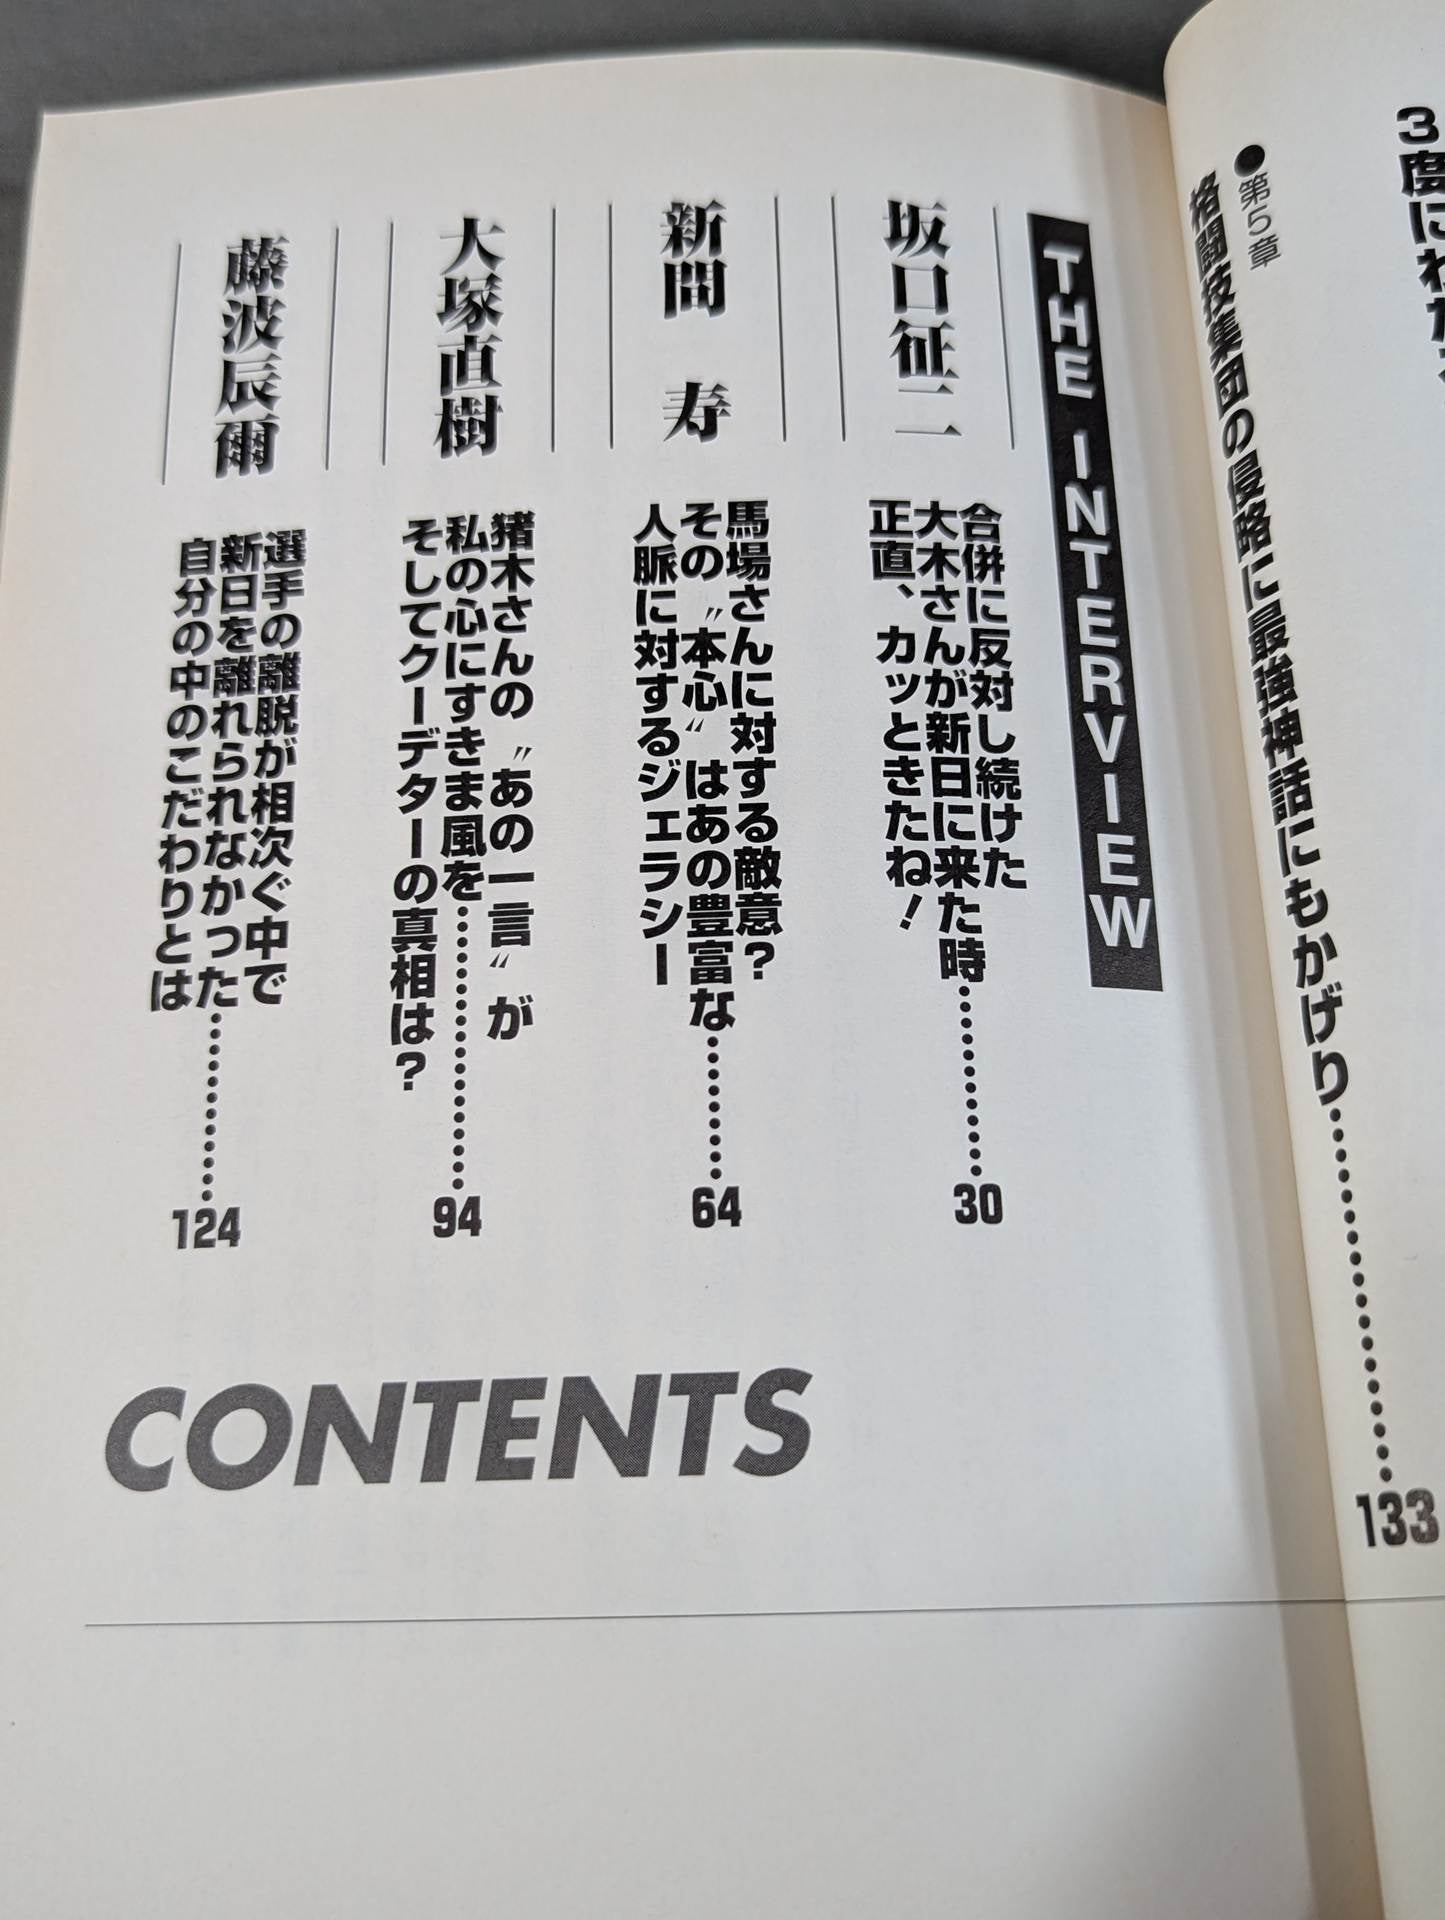 3度にわた
●第5章
格闘技集団の侵略に最強神話にもかげり…………133
THE INTERVIEW
坂口征二
合併に反対し続けた
大木さんが新日に来た時…………30
正直、カッときたね！
新間 寿
馬場さんに対する敵意？
その〝本心〟はあの豊富な…………64
人脈に対するジェラシー
大塚直樹
猪木さんの〝あの一言〟が
私の心にすきま風を…………94
そしてクーデターの真相は？
藤波辰爾
選手の離脱が相次ぐ中で
新日を離れられなかった…………124
自分の中のこだわりとは
CONTENTS